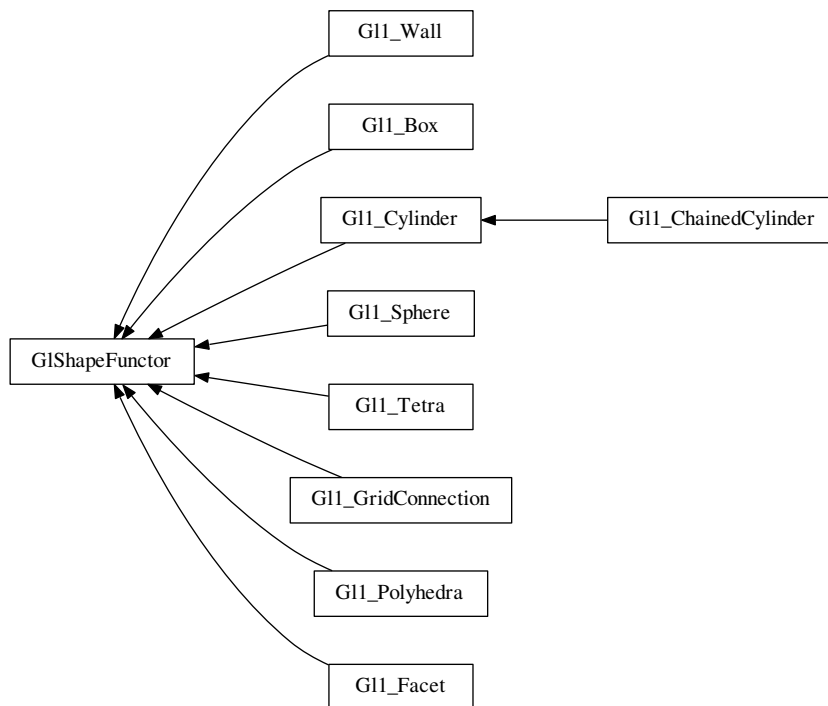 Gl1_Wall
Gl1_Box
Gl1_Cylinder
Gl1_ChainedCylinder
Gl1_Sphere
GlShapeFunctor
Gl1_Tetra
Gl1_GridConnection
Gl1_Polyhedra
Gl1_Facet